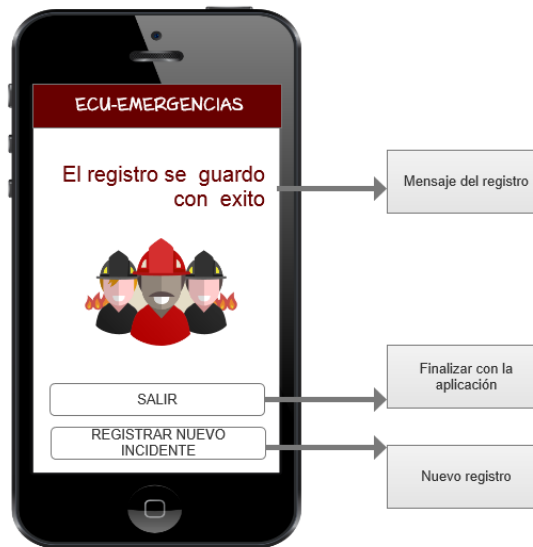 ECU-EMERGENCIAS
El registro se guardo
con exito
Mensaje del registro
SALIR
Finalizar con la
aplicación
REGISTRAR NUEVO
INCIDENTE
Nuevo registro